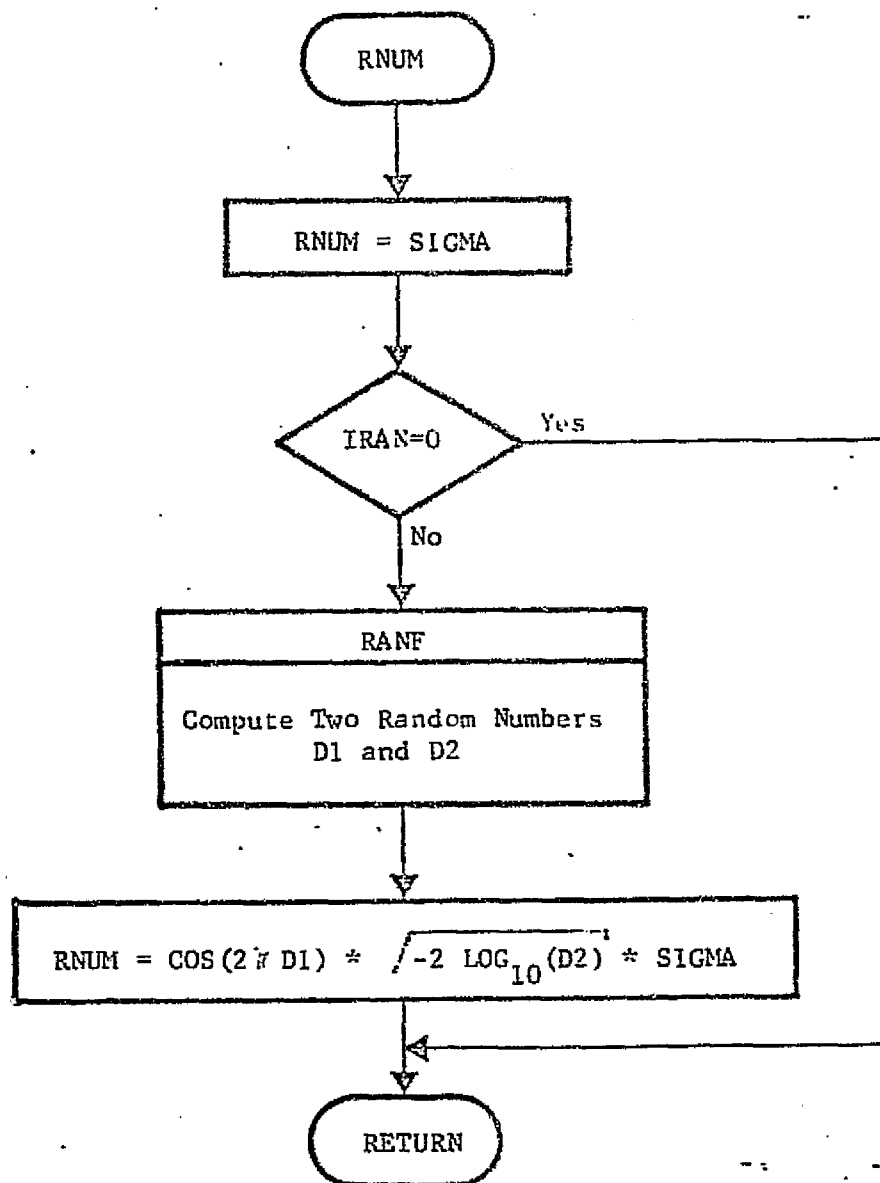 RNUM
RNUM = SIGMA
IRAN=0
Yes
No
RANF
Compute Two Random Numbers
D1 and D2
RNUM = COS(2 π D1) * √-2 LOG10(D2) * SIGMA
RETURN